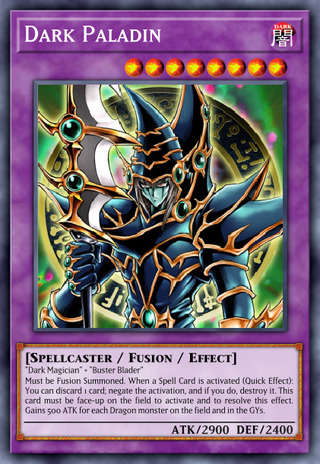 Dark Paladin
DARK
闇
[Spellcaster / Fusion / Effect]
"Dark Magician" + "Buster Blader"
Must be Fusion Summoned. When a Spell Card is activated (Quick Effect):
You can discard 1 card; negate the activation, and if you do, destroy it. This
card must be face-up on the field to activate and to resolve this effect.
Gains 500 ATK for each Dragon monster on the field and in the GYs.
ATK/2900 DEF/2400